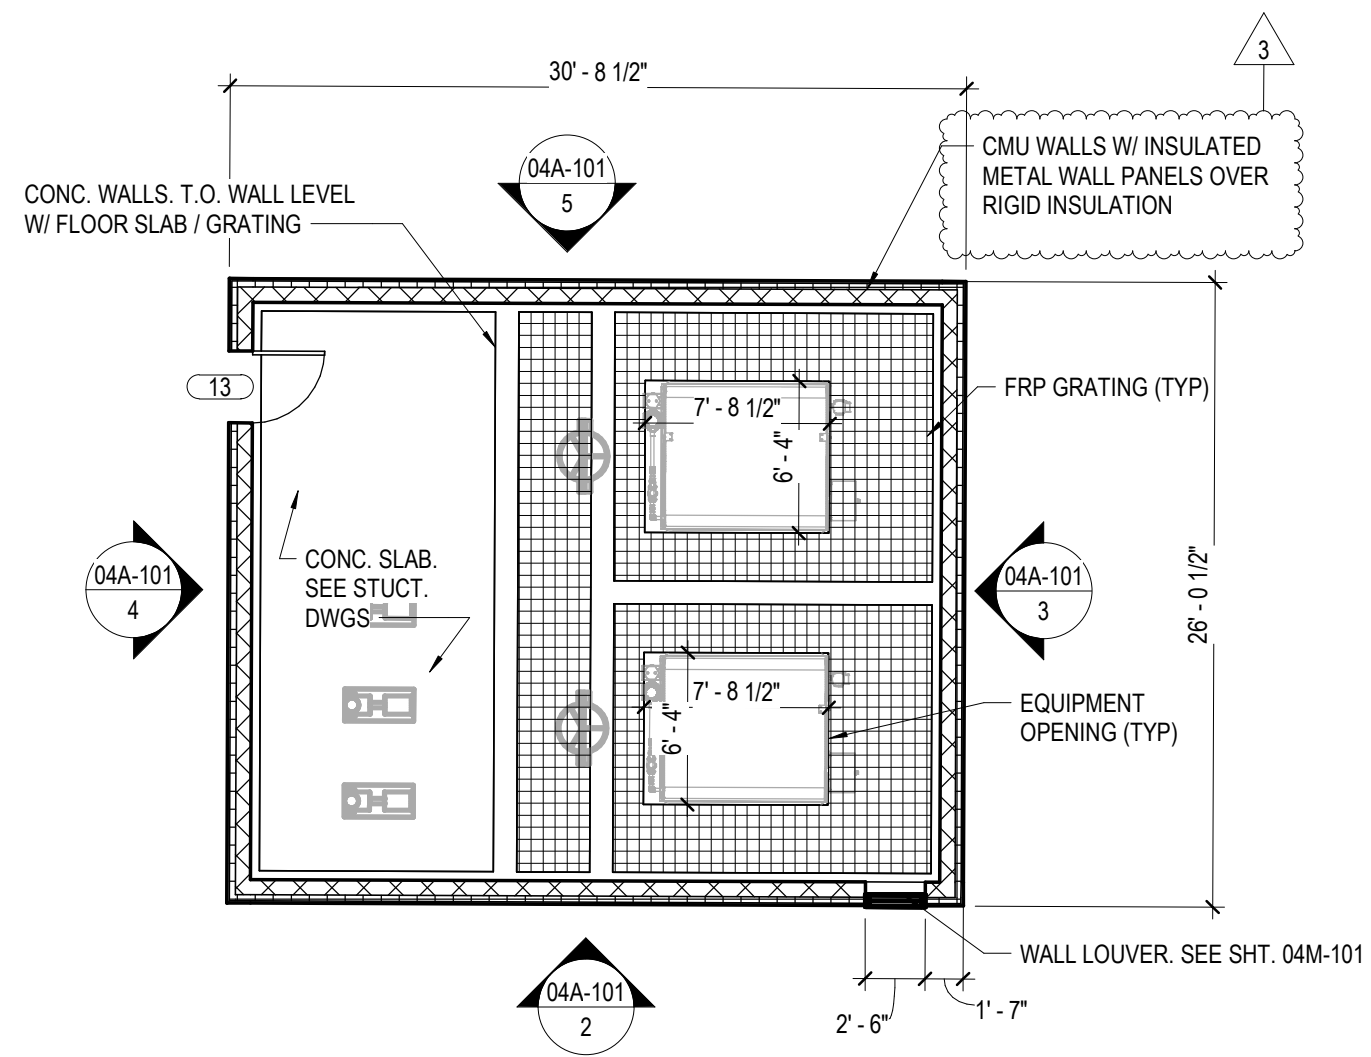 3
30' - 8 1/2"
CMU WALLS W/ INSULATED
METAL WALL PANELS OVER
RIGID INSULATION
04A-101
5
CONC. WALLS. T.O. WALL LEVEL
W/ FLOOR SLAB / GRATING
13
FRP GRATING (TYP)
7' - 8 1/2"
6' - 4"
CONC. SLAB.
SEE STUCT.
DWGS
04A-101
4
04A-101
3
26' - 0 1/2"
7' - 8 1/2"
6' - 4"
EQUIPMENT
OPENING (TYP)
WALL LOUVER. SEE SHT. 04M-101
04A-101
2
2' - 6"
1' - 7"